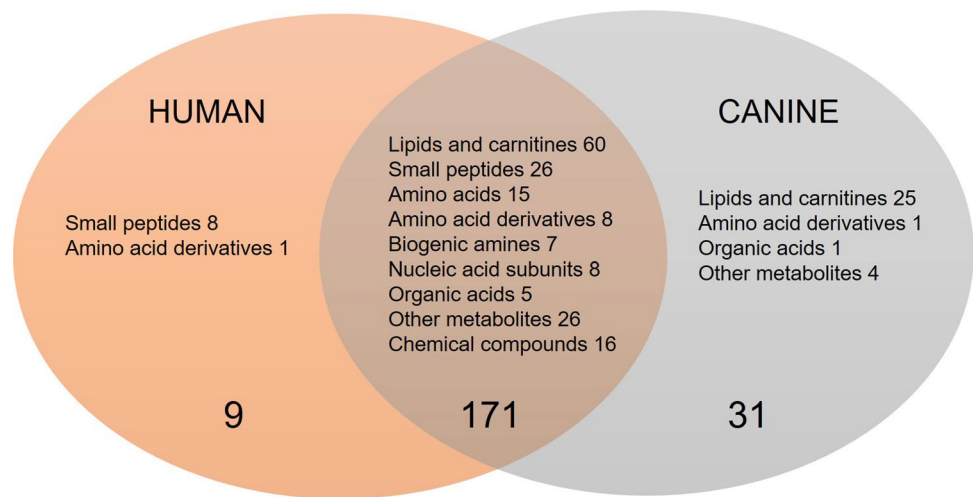 HUMAN
Small peptides 8
Amino acid derivatives 1
9
Lipids and carnitines 60
Small peptides 26
Amino acids 15
Amino acid derivatives 8
Biogenic amines 7
Nucleic acid subunits 8
Organic acids 5
Other metabolites 26
Chemical compounds 16
171
CANINE
Lipids and carnitines 25
Amino acid derivatives 1
Organic acids 1
Other metabolites 4
31